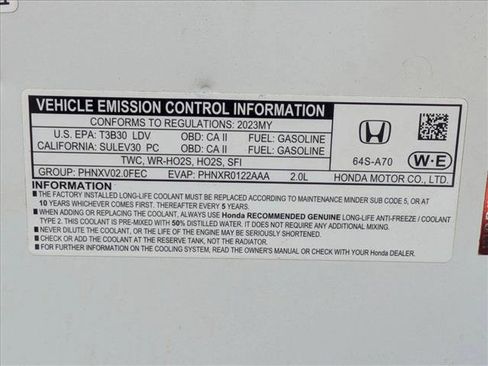 VEHICLE EMISSION CONTROL INFORMATION
CONFORMS TO REGULATIONS: 2023MY
U.S. EPA: T3B30 LDV OBD: CA II FUEL: GASOLINE
CALIFORNIA: SULEV30 PC OBD: CA II FUEL: GASOLINE
TWC, WR-HO2S, HO2S, SFI
GROUP: PHNXV02.0FEC EVAP: PHNXR0122AAA 2.0L
64S-A70
W•E
HONDA MOTOR CO., LTD.
INFORMATION
■ THE FACTORY INSTALLED LONG-LIFE COOLANT MUST BE REPLACED ACCORDING TO MAINTENANCE MINDER SUB CODE 5, OR AT
10 YEARS WHICHEVER COMES FIRST. THEREAFTER EVERY 5 YEARS.
■ WHEN ADDING OR REPLACING THE COOLANT, ALWAYS USE Honda RECOMMENDED GENUINE LONG-LIFE ANTI-FREEZE / COOLANT
TYPE 2. THIS COOLANT IS PRE-MIXED WITH 50% DISTILLED WATER. IT DOES NOT REQUIRE ANY ADDITIONAL MIXING.
■ NEVER DILUTE THE COOLANT, OR THE LIFE OF THE ENGINE MAY BE SERIOUSLY SHORTENED.
■ CHECK OR ADD THE COOLANT AT THE RESERVE TANK, NOT THE RADIATOR.
■ FOR FURTHER INFORMATION ON THE COOLING SYSTEM, READ THE OWNER'S MANUAL OR CONSULT WITH YOUR Honda DEALER.